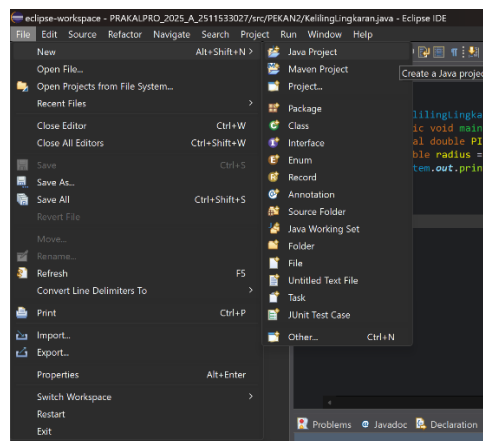 eclipse-workspace - PRAKALPRO_2025_A_2511533027/src/PEKAN2/KelilingLingkaran.java - Eclipse IDE
File Edit Source Refactor Navigate Search Project Run Window Help
New Alt+Shift+N >
Open File...
Open Projects from File System...
Recent Files >
Close Editor Ctrl+W
Close All Editors Ctrl+Shift+W
Save Ctrl+S
Save As...
Save All Ctrl+Shift+S
Revert File
Move...
Rename...
Refresh F5
Convert Line Delimiters To >
Print Ctrl+P
Import...
Export...
Properties Alt+Enter
Switch Workspace >
Restart
Exit
Java Project
Maven Project
Project...
Package
Class
Interface
Enum
Record
Annotation
Source Folder
Java Working Set
Folder
File
Untitled Text File
Task
JUnit Test Case
Other... Ctrl+N
Create a Java projec
lilingLingka
ic void main
al double PI
ble radius =
tem.out.prin
Problems Javadoc Declaration